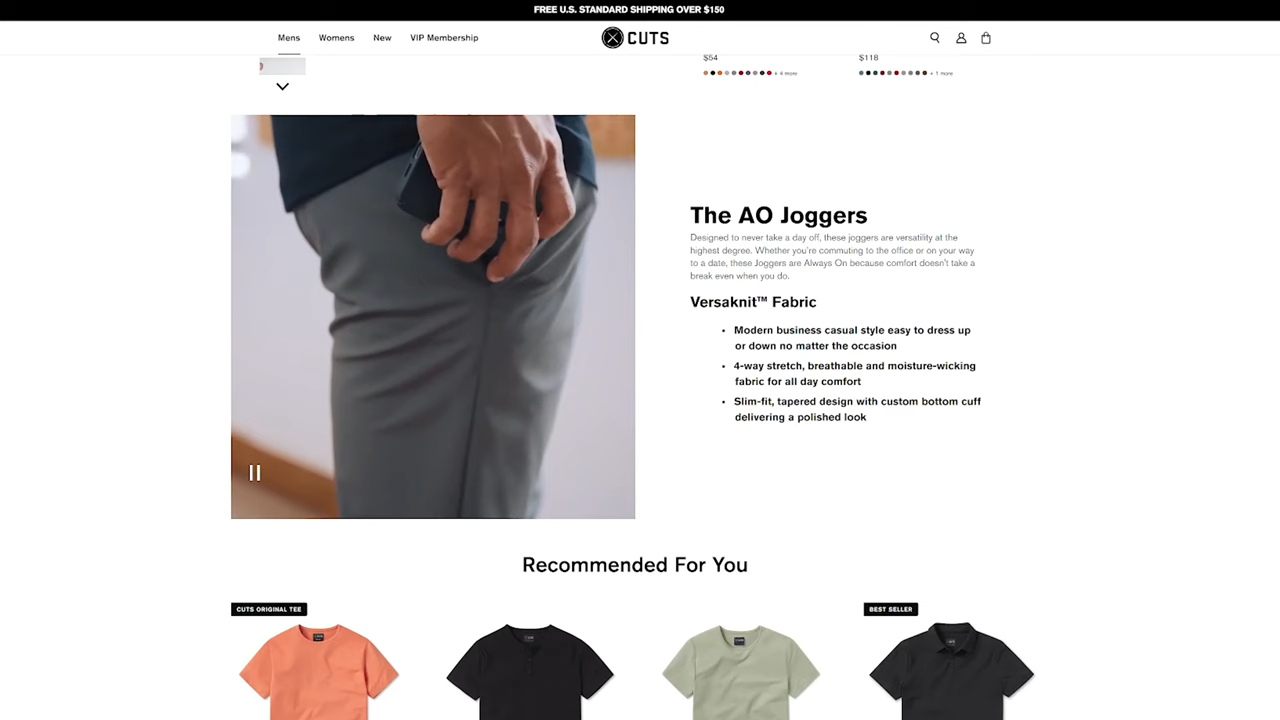 FREE U.S. STANDARD SHIPPING OVER $150
Mens Womens New VIP Membership CUTS
$54 $118
+ 4 more + 1 more
The AO Joggers
Designed to never take a day off, these joggers are versatility at the
highest degree. Whether you're commuting to the office or on your way
to a date, these Joggers are Always On because comfort doesn't take a
break even when you do.
Versaknit™ Fabric
• Modern business casual style easy to dress up
or down no matter the occasion
• 4-way stretch, breathable and moisture-wicking
fabric for all day comfort
• Slim-fit, tapered design with custom bottom cuff
delivering a polished look
Recommended For You
CUTS ORIGINAL TEE BEST SELLER